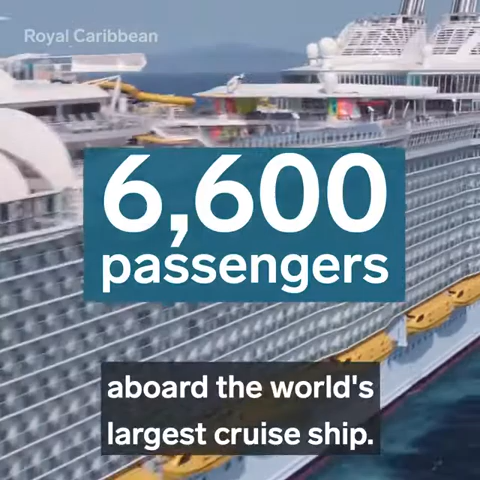 Royal Caribbean
6,600
passengers
aboard the world's
largest cruise ship.